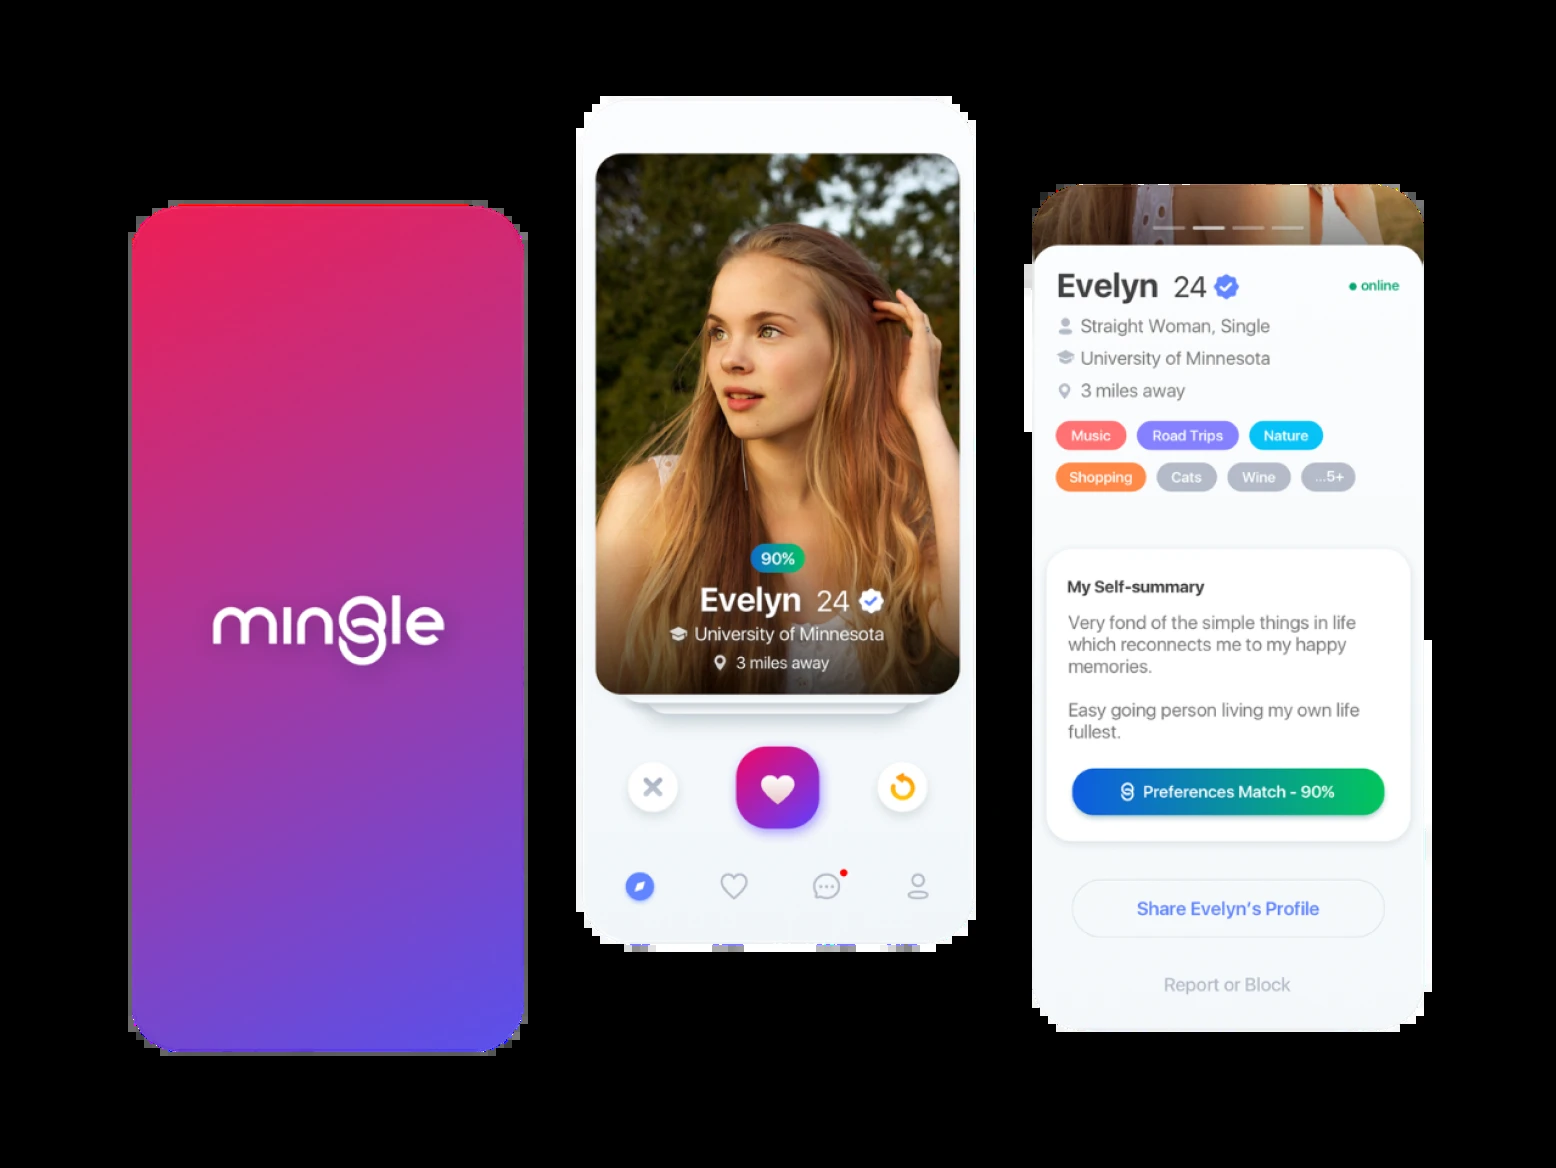 mingle
90%
Evelyn 24
University of Minnesota
3 miles away
Evelyn 24
online
Straight Woman, Single
University of Minnesota
3 miles away
Music Road Trips Nature
Shopping Cats Wine ...5+
My Self-summary
Very fond of the simple things in life
which reconnects me to my happy
memories.
Easy going person living my own life
fullest.
Preferences Match - 90%
Share Evelyn's Profile
Report or Block